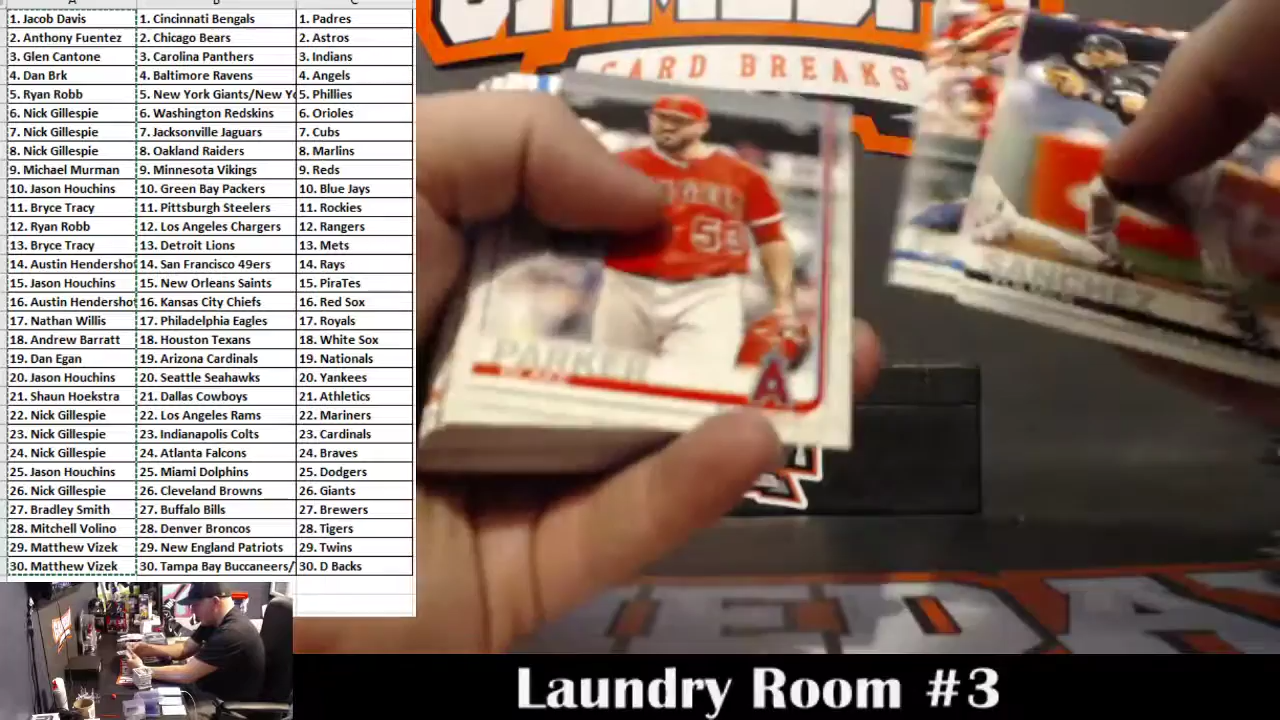 1. Jacob Davis 1. Cincinnati Bengals 1. Padres
2. Anthony Fuentez 2. Chicago Bears 2. Astros
3. Glen Cantone 3. Carolina Panthers 3. Indians
4. Dan Brk 4. Baltimore Ravens 4. Angels
5. Ryan Robb 5. New York Giants/New Yo 5. Phillies
6. Nick Gillespie 6. Washington Redskins 6. Orioles
7. Nick Gillespie 7. Jacksonville Jaguars 7. Cubs
8. Nick Gillespie 8. Oakland Raiders 8. Marlins
9. Michael Murman 9. Minnesota Vikings 9. Reds
10. Jason Houchins 10. Green Bay Packers 10. Blue Jays
11. Bryce Tracy 11. Pittsburgh Steelers 11. Rockies
12. Ryan Robb 12. Los Angeles Chargers 12. Rangers
13. Bryce Tracy 13. Detroit Lions 13. Mets
14. Austin Hendersho 14. San Francisco 49ers 14. Rays
15. Jason Houchins 15. New Orleans Saints 15. PiraTes
16. Austin Hendersho 16. Kansas City Chiefs 16. Red Sox
17. Nathan Willis 17. Philadelphia Eagles 17. Royals
18. Andrew Barratt 18. Houston Texans 18. White Sox
19. Dan Egan 19. Arizona Cardinals 19. Nationals
20. Jason Houchins 20. Seattle Seahawks 20. Yankees
21. Shaun Hoekstra 21. Dallas Cowboys 21. Athletics
22. Nick Gillespie 22. Los Angeles Rams 22. Mariners
23. Nick Gillespie 23. Indianapolis Colts 23. Cardinals
24. Nick Gillespie 24. Atlanta Falcons 24. Braves
25. Jason Houchins 25. Miami Dolphins 25. Dodgers
26. Nick Gillespie 26. Cleveland Browns 26. Giants
27. Bradley Smith 27. Buffalo Bills 27. Brewers
28. Mitchell Volino 28. Denver Broncos 28. Tigers
29. Matthew Vizek 29. New England Patriots 29. Twins
30. Matthew Vizek 30. Tampa Bay Buccaneers/ 30. D Backs
CARD BREAKS
SANCHEZ
PARKER
A
Laundry Room #3